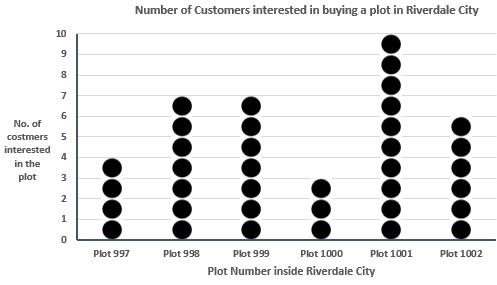 Number of Customers interested in buying a plot in Riverdale City
10
9
8
7
6
5
4
3
2
1
0
No. of
costmers
interested
in the
plot
Plot 997 Plot 998 Plot 999 Plot 1000 Plot 1001 Plot 1002
Plot Number inside Riverdale City